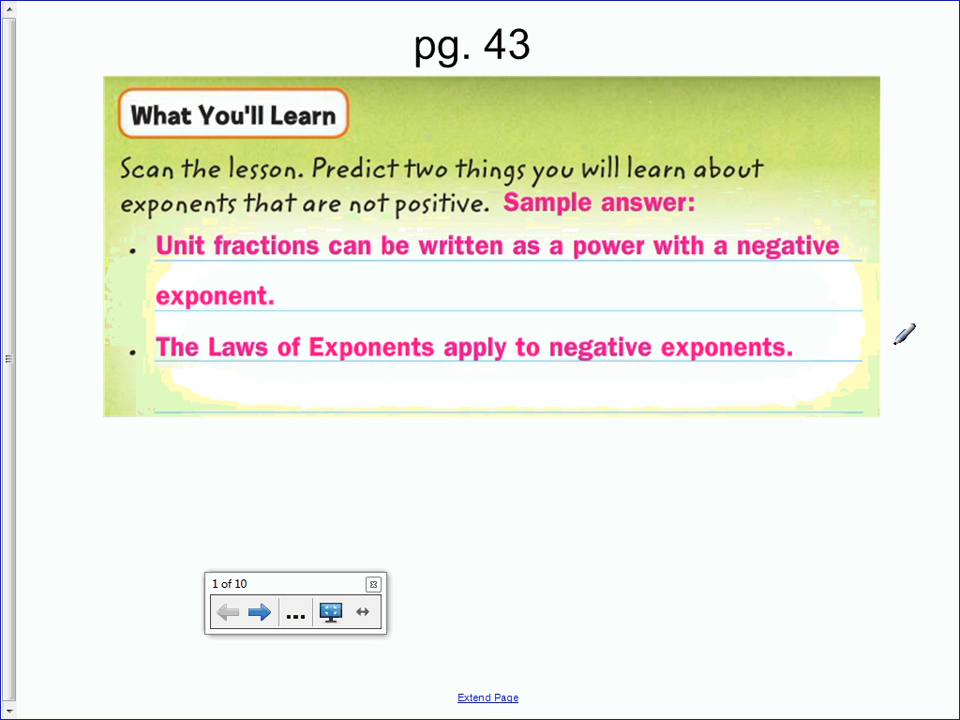 pg. 43
What You'll Learn
Scan the lesson. Predict two things you will learn about
exponents that are not positive. Sample answer:
• Unit fractions can be written as a power with a negative
exponent.
• The Laws of Exponents apply to negative exponents.
1 of 10
...
Extend Page